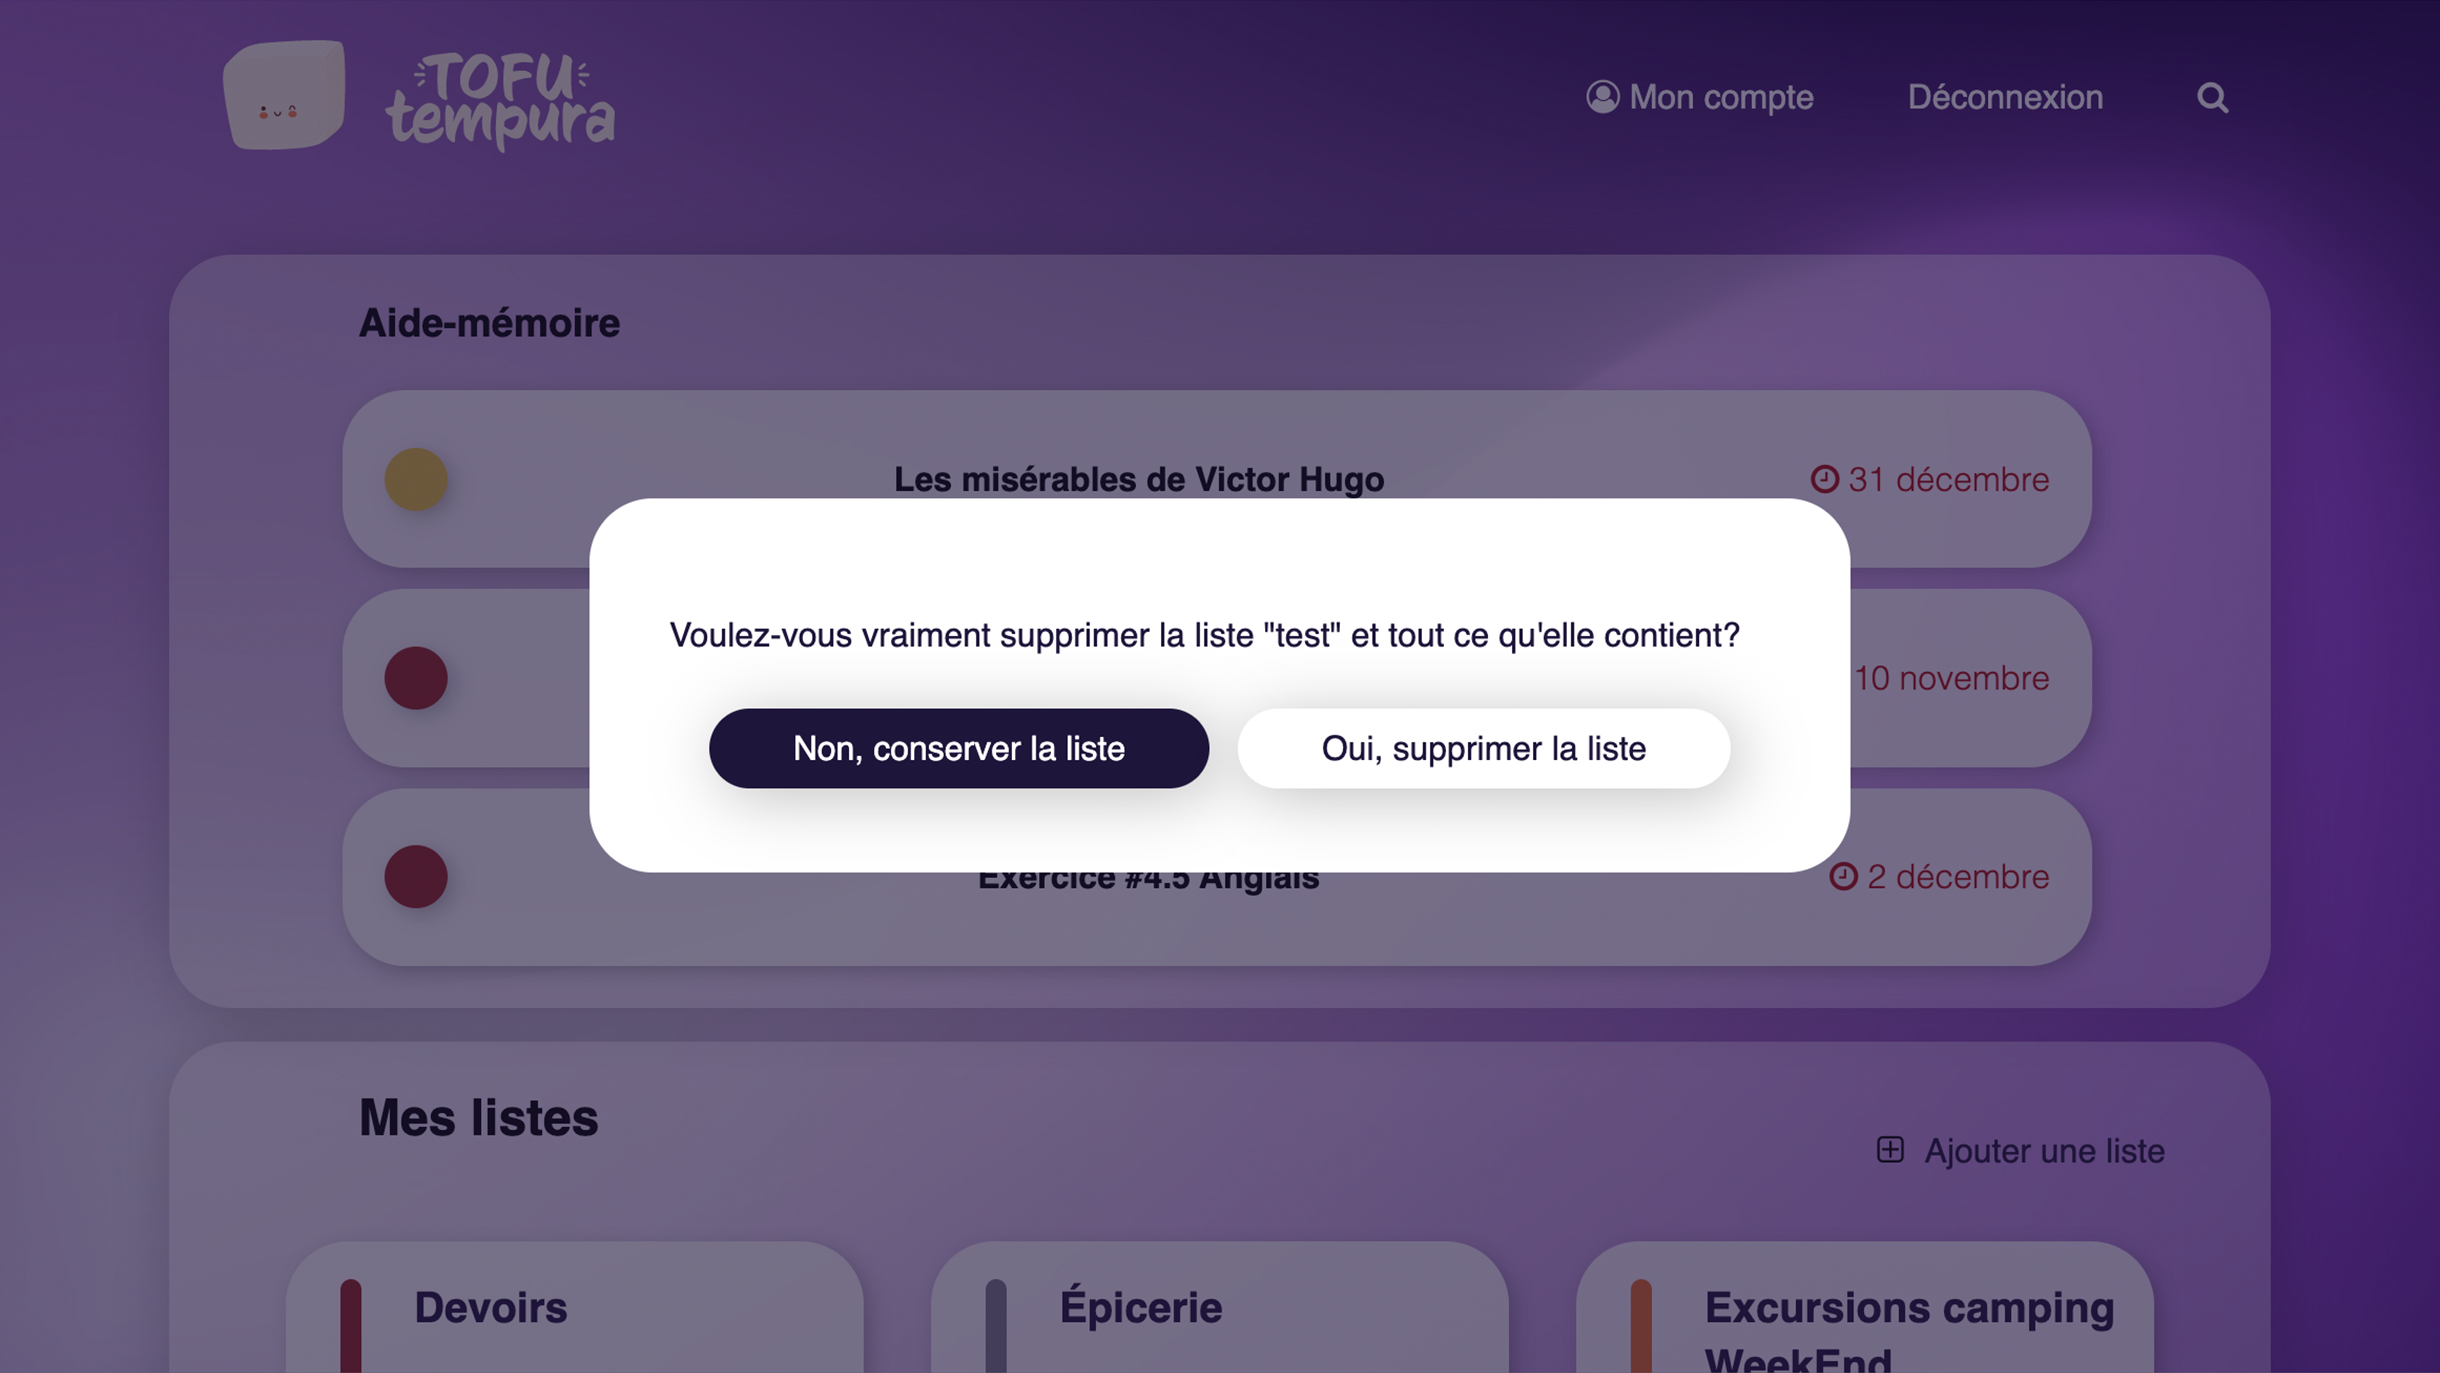 TOFU
tempura
Mon compte
Déconnexion
Aide-mémoire
Les misérables de Victor Hugo
31 décembre
Voulez-vous vraiment supprimer la liste "test" et tout ce qu'elle contient?
10 novembre
Non, conserver la liste
Oui, supprimer la liste
Exercice #4.5 Anglais
2 décembre
Mes listes
Ajouter une liste
Devoirs
Épicerie
Excursions camping
WeekEnd